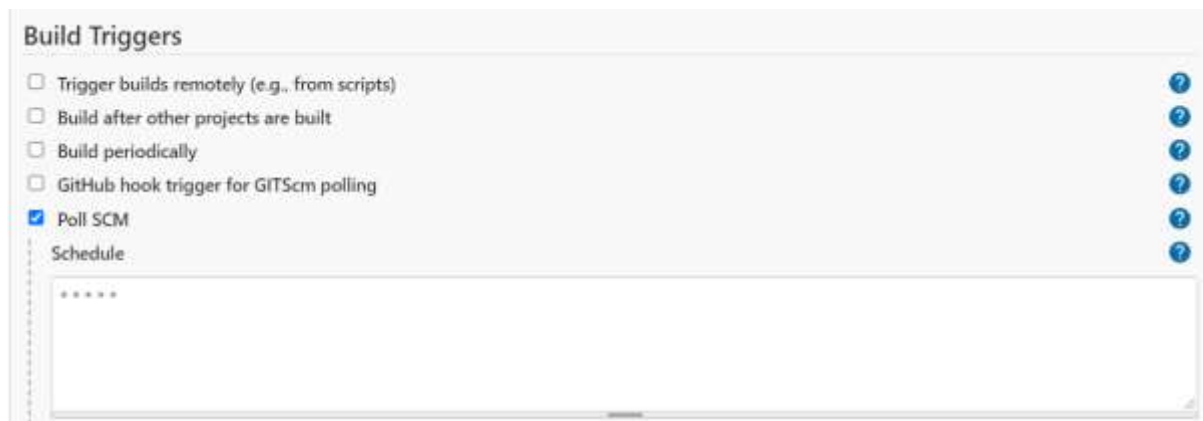 Build Triggers
Trigger builds remotely (e.g., from scripts) ?
Build after other projects are built ?
Build periodically ?
GitHub hook trigger for GITScm polling ?
Poll SCM ?
Schedule ?
* * * * *